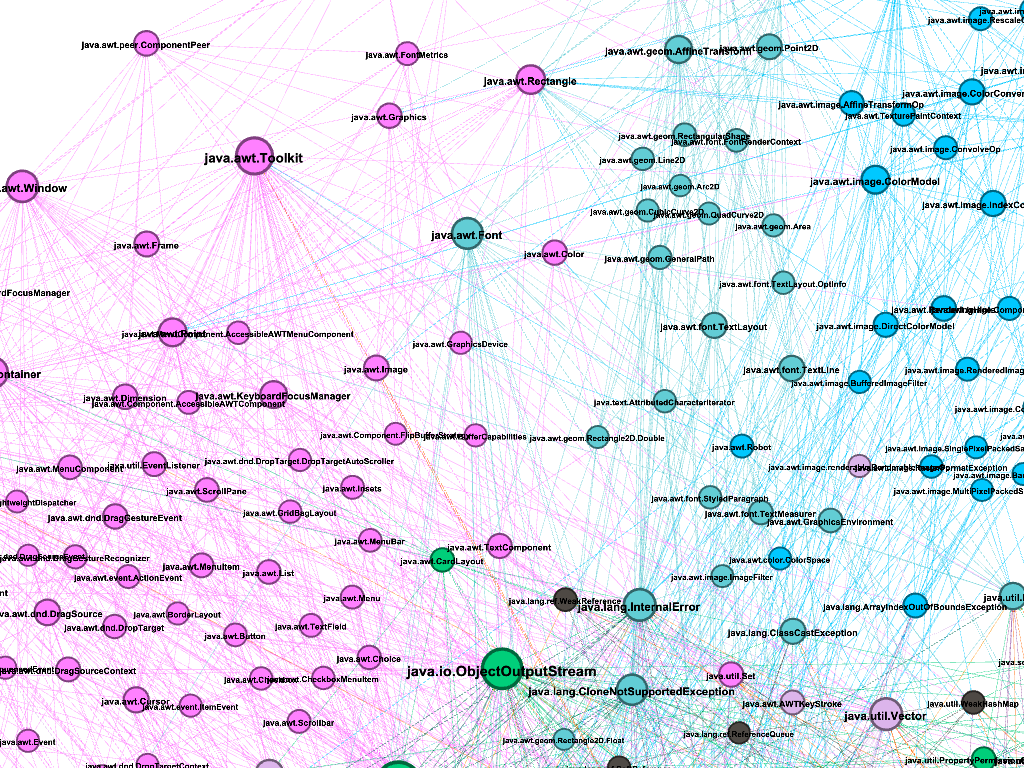 java.awt.image.Rescale
java.awt.peer.ComponentPeer
java.awt.FontMetrics
java.awt.geom.AffineTransform
java.awt.geom.Point2D
java.awt.Rectangle
java.awt.image.ColorConver
java.awt.image.AffineTransformOp
java.awt.TexturePaintContext
java.awt.Graphics
java.awt.geom.RectangularShape
java.awt.font.FontRenderContext
java.awt.image.ConvolveOp
java.awt.Toolkit
java.awt.geom.Line2D
java.awt.image.ColorModel
.awt.Window
java.awt.geom.Arc2D
java.awt.image.IndexCo
java.awt.geom.CubicCurve2D
java.awt.geom.QuadCurve2D
java.awt.geom.Area
java.awt.Font
java.awt.Frame
java.awt.Color
java.awt.geom.GeneralPath
java.awt.font.TextLayout.OptInfo
rdFocusManager
java.awt.font.TextLayout
java.awt.image.DirectColorModel
java.awt.Point
java.awt.GraphicsDevice
java.awt.Image
java.awt.font.TextLine
java.awt.image.RenderedImag
ontainer
java.awt.image.BufferedImageFilter
java.awt.Dimension
java.awt.KeyboardFocusManager
java.awt.Component.AccessibleAWTComponent
java.text.AttributedCharacterIterator
java.awt.Component.FlipBufferStrategy
java.awt.BufferCapabilities
java.awt.geom.Rectangle2D.Double
java.awt.Robot
java.awt.image.SinglePixelPackedSa
java.awt.MenuComponent
java.util.EventListener
java.awt.dnd.DropTarget.DropTargetAutoScroller
java.awt.ScrollPane
java.awt.Insets
java.awt.image.MultiPixelPackedS
ghtweightDispatcher
java.awt.font.StyledParagraph
java.awt.GridBagLayout
java.awt.dnd.DragGestureEvent
java.awt.font.TextMeasurer
java.awt.GraphicsEnvironment
java.awt.MenuBar
java.awt.TextComponent
java.awt.CardLayout
java.awt.color.ColorSpace
java.awt.MenuItem
java.awt.List
java.awt.event.ActionEvent
java.awt.image.ImageFilter
java.awt.Menu
java.lang.ref.WeakReference
java.lang.InternalError
java.lang.ArrayIndexOutOfBoundsException
java.awt.dnd.DragSource
java.awt.BorderLayout
java.awt.dnd.DropTarget
java.awt.TextField
java.awt.Button
java.lang.ClassCastException
java.awt.Choice
java.awt.dnd.DragSourceContext
java.io.ObjectOutputStream
java.util.Set
java.awt.CheckboxMenuItem
java.lang.CloneNotSupportedException
java.awt.Cursor
java.awt.event.ItemEvent
java.awt.AWTKeyStroke
java.util.WeakHashMap
java.util.Vector
java.awt.Scrollbar
java.lang.ref.ReferenceQueue
java.awt.Event
java.awt.geom.Rectangle2D.Float
java.awt.dnd.DropTargetContext